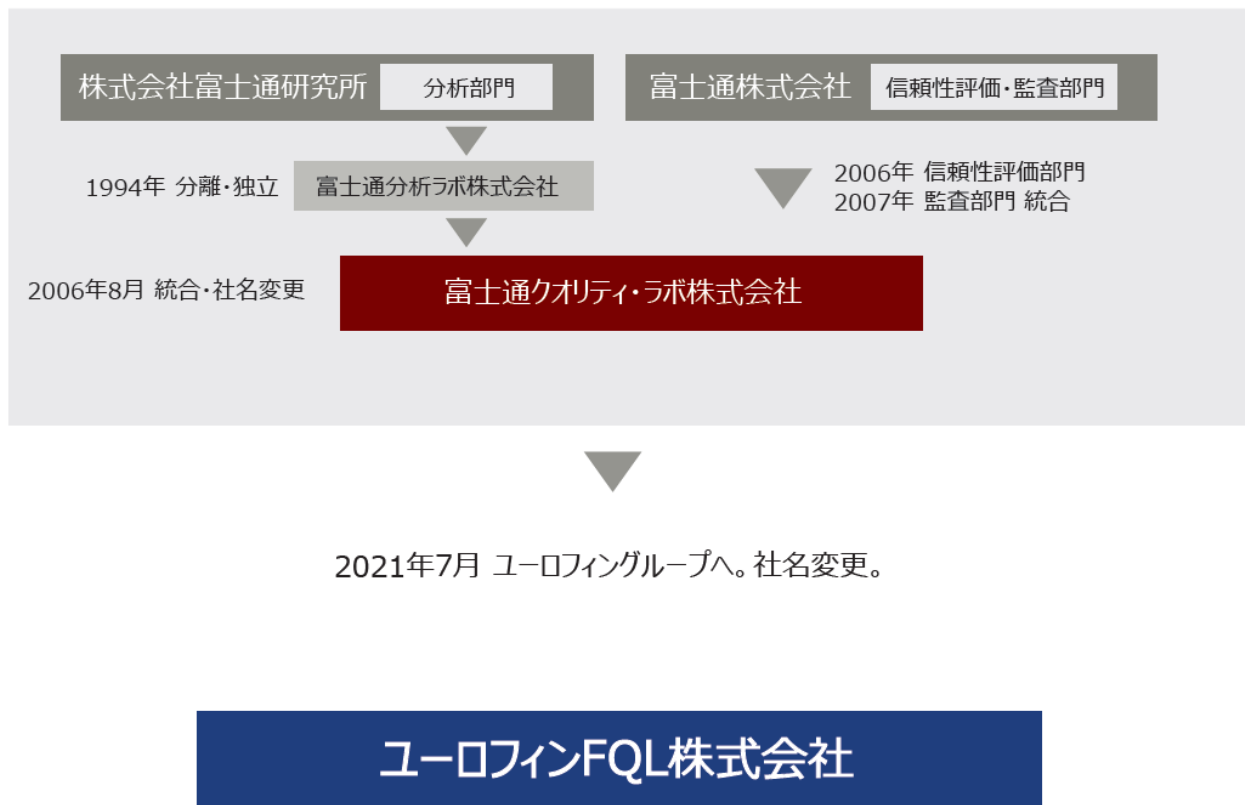 株式会社富士通研究所 分析部門
富士通株式会社 信頼性評価・監査部門
1994年 分離・独立
富士通分析ラボ株式会社
2006年 信頼性評価部門
2007年 監査部門 統合
2006年8月 統合・社名変更
富士通クオリティ・ラボ株式会社
2021年7月 ユーロフィングループへ。社名変更。
ユーロフィンFQL株式会社